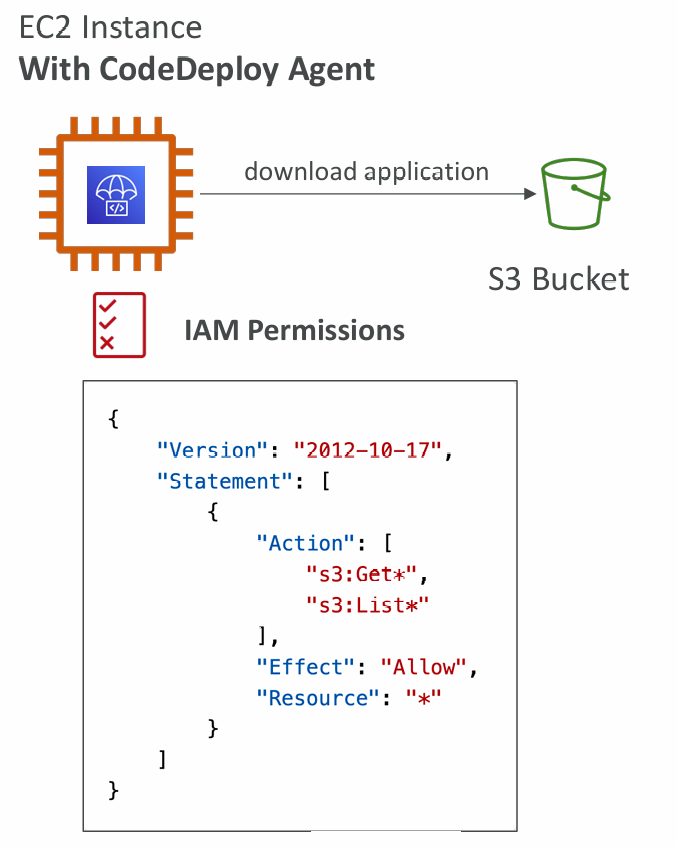 EC2 Instance
With CodeDeploy Agent
</>
download application
S3 Bucket
IAM Permissions
{
    "Version": "2012-10-17",
    "Statement": [
        {
            "Action": [
                "s3:Get*",
                "s3:List*"
            ],
            "Effect": "Allow",
            "Resource": "*"
        }
    ]
}